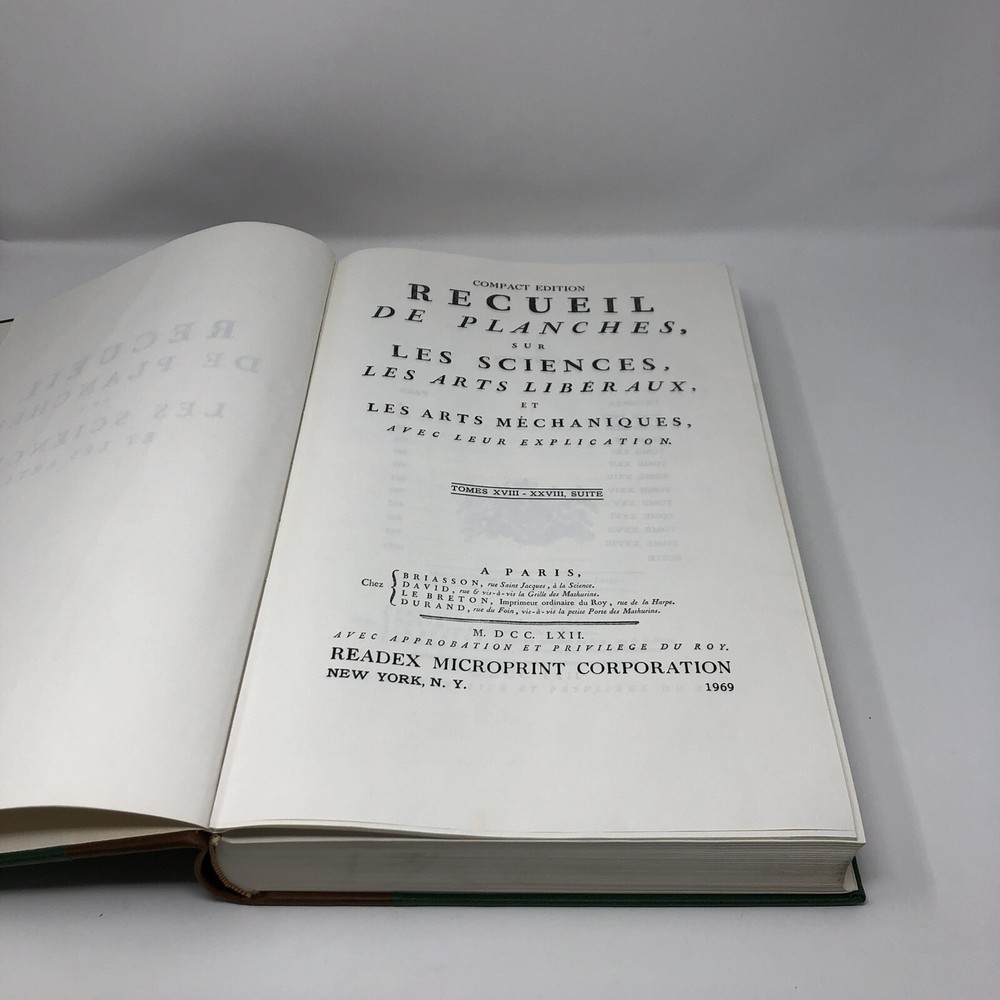 COMPACT EDITION
RECUEIL
DE PLANCHES,
SUR
LES SCIENCES,
LES ARTS LIBÉRAUX,
ET
LES ARTS MÉCHANIQUES,
AVEC LEUR EXPLICATION.
TOMES XVIII - XXVIII, SUITE
A PARIS,
Chez
BRIASSON, rue Saint Jacques, à la Science.
DAVID, rue & vis-à-vis la Grille des Mathurins.
LE BRETON, Imprimeur ordinaire du Roy, rue de la Harpe.
DURAND, rue du Foin, vis-à-vis la petite Porte des Mathurins.
M. DCC. LXII.
AVEC APPROBATION ET PRIVILEGE DU ROY.
READEX MICROPRINT CORPORATION
NEW YORK, N. Y. 1969